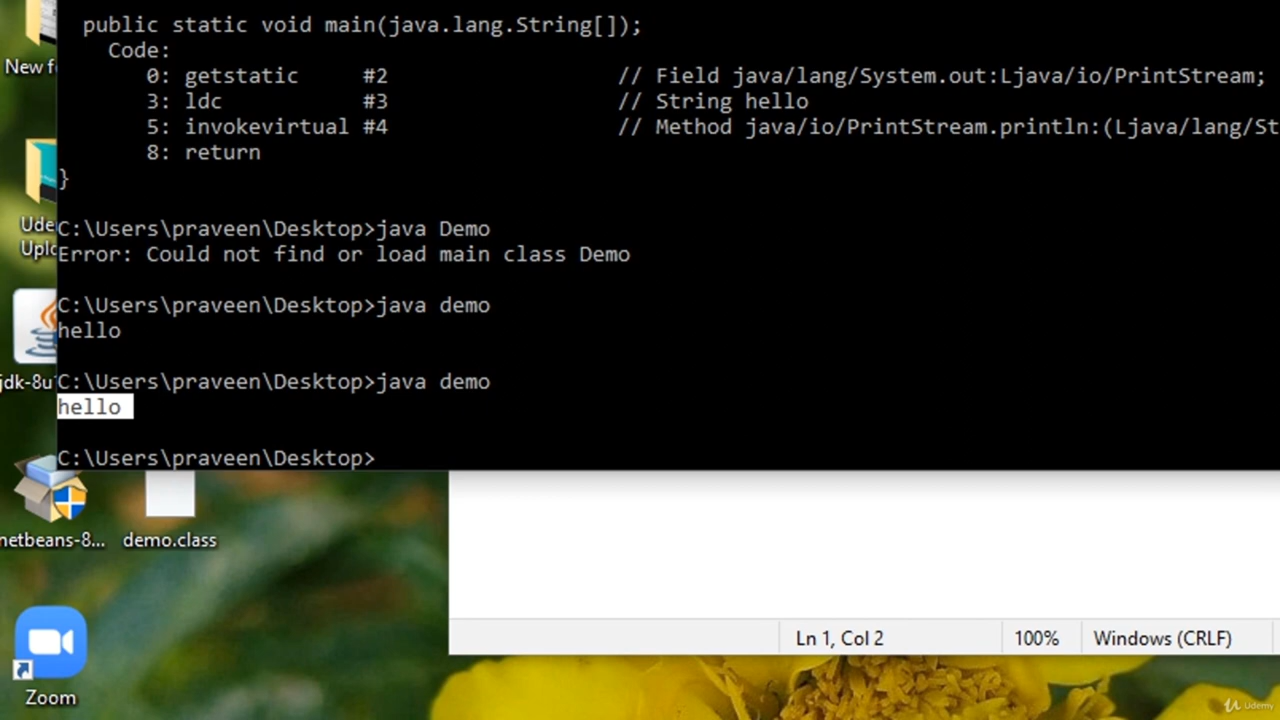 public static void main(java.lang.String[]);
Code:
0: getstatic #2 // Field java/lang/System.out:Ljava/io/PrintStream;
3: ldc #3 // String hello
5: invokevirtual #4 // Method java/io/PrintStream.println:(Ljava/lang/St
8: return
}
C:\Users\praveen\Desktop>java Demo
Error: Could not find or load main class Demo
C:\Users\praveen\Desktop>java demo
hello
C:\Users\praveen\Desktop>java demo
hello
C:\Users\praveen\Desktop>
New f
Ude
Uplo
jdk-8u
netbeans-8...
demo.class
Zoom
Ln 1, Col 2
100%
Windows (CRLF)
Udemy